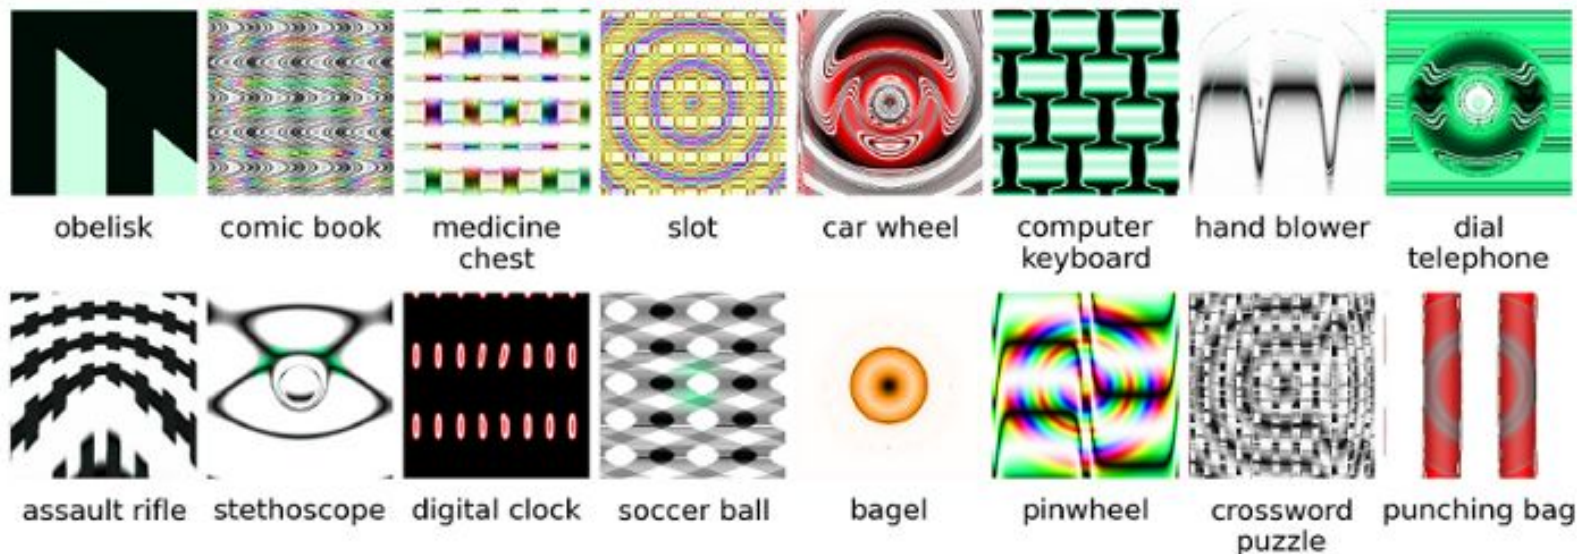 obelisk comic book medicine slot car wheel computer hand blower dial
chest keyboard telephone
assault rifle stethoscope digital clock soccer ball bagel pinwheel crossword punching bag
puzzle